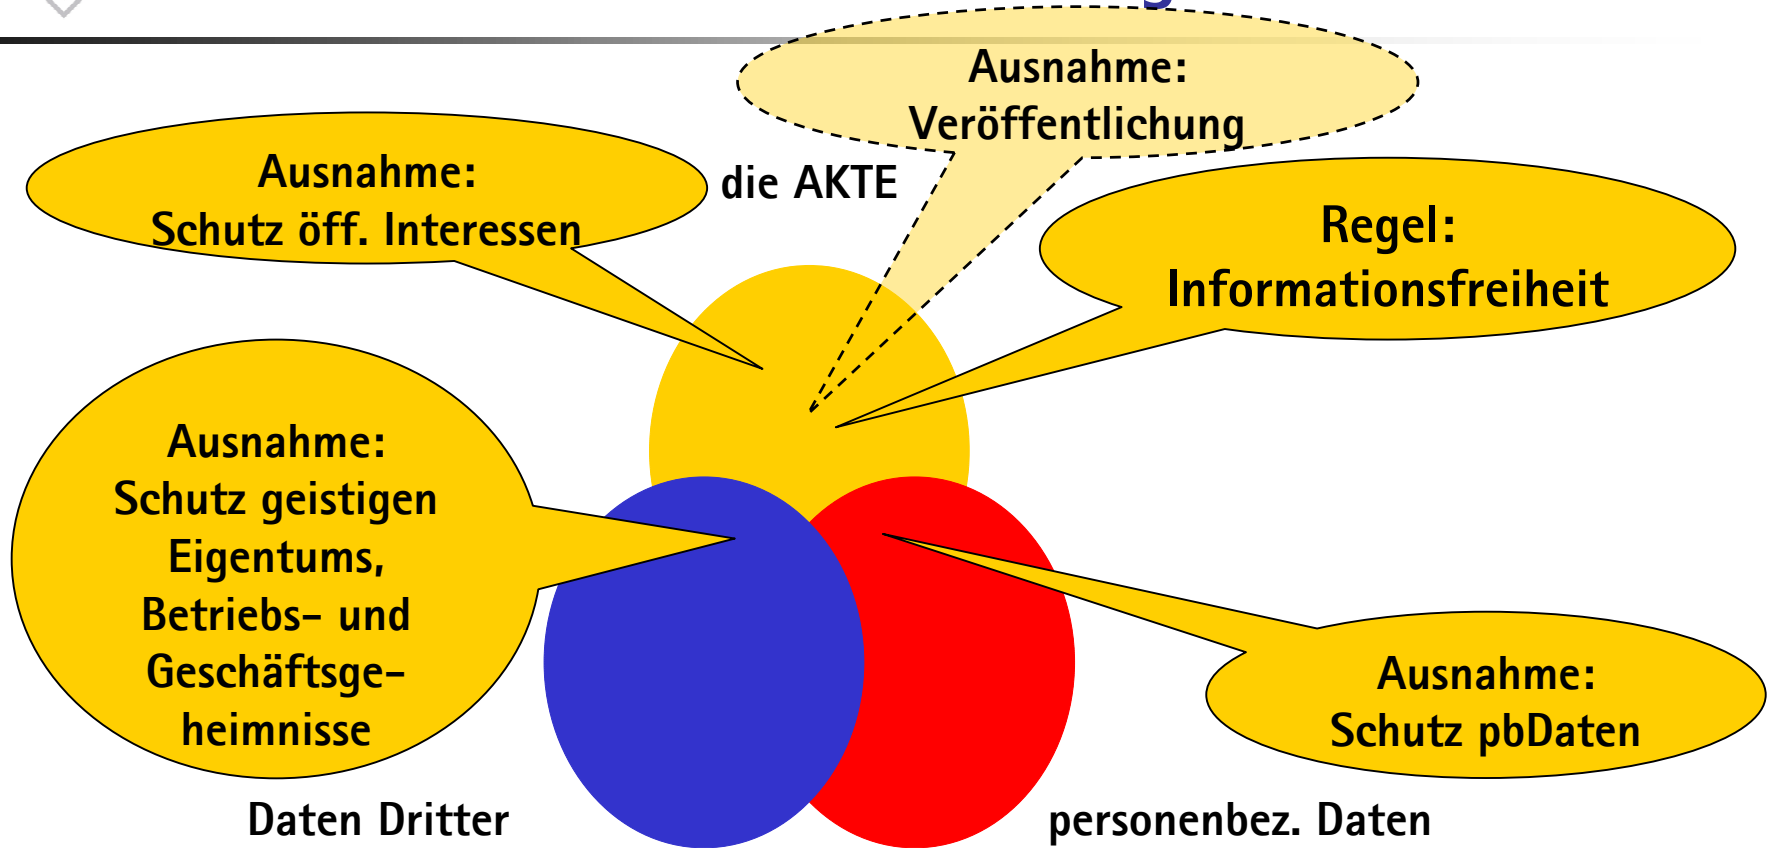 Ausnahme:
Veröffentlichung
Ausnahme:
Schutz öff. Interessen
die AKTE
Regel:
Informationsfreiheit
Ausnahme:
Schutz geistigen
Eigentums,
Betriebs- und
Geschäftsge-
heimnisse
Ausnahme:
Schutz pbDaten
Daten Dritter
personenbez. Daten